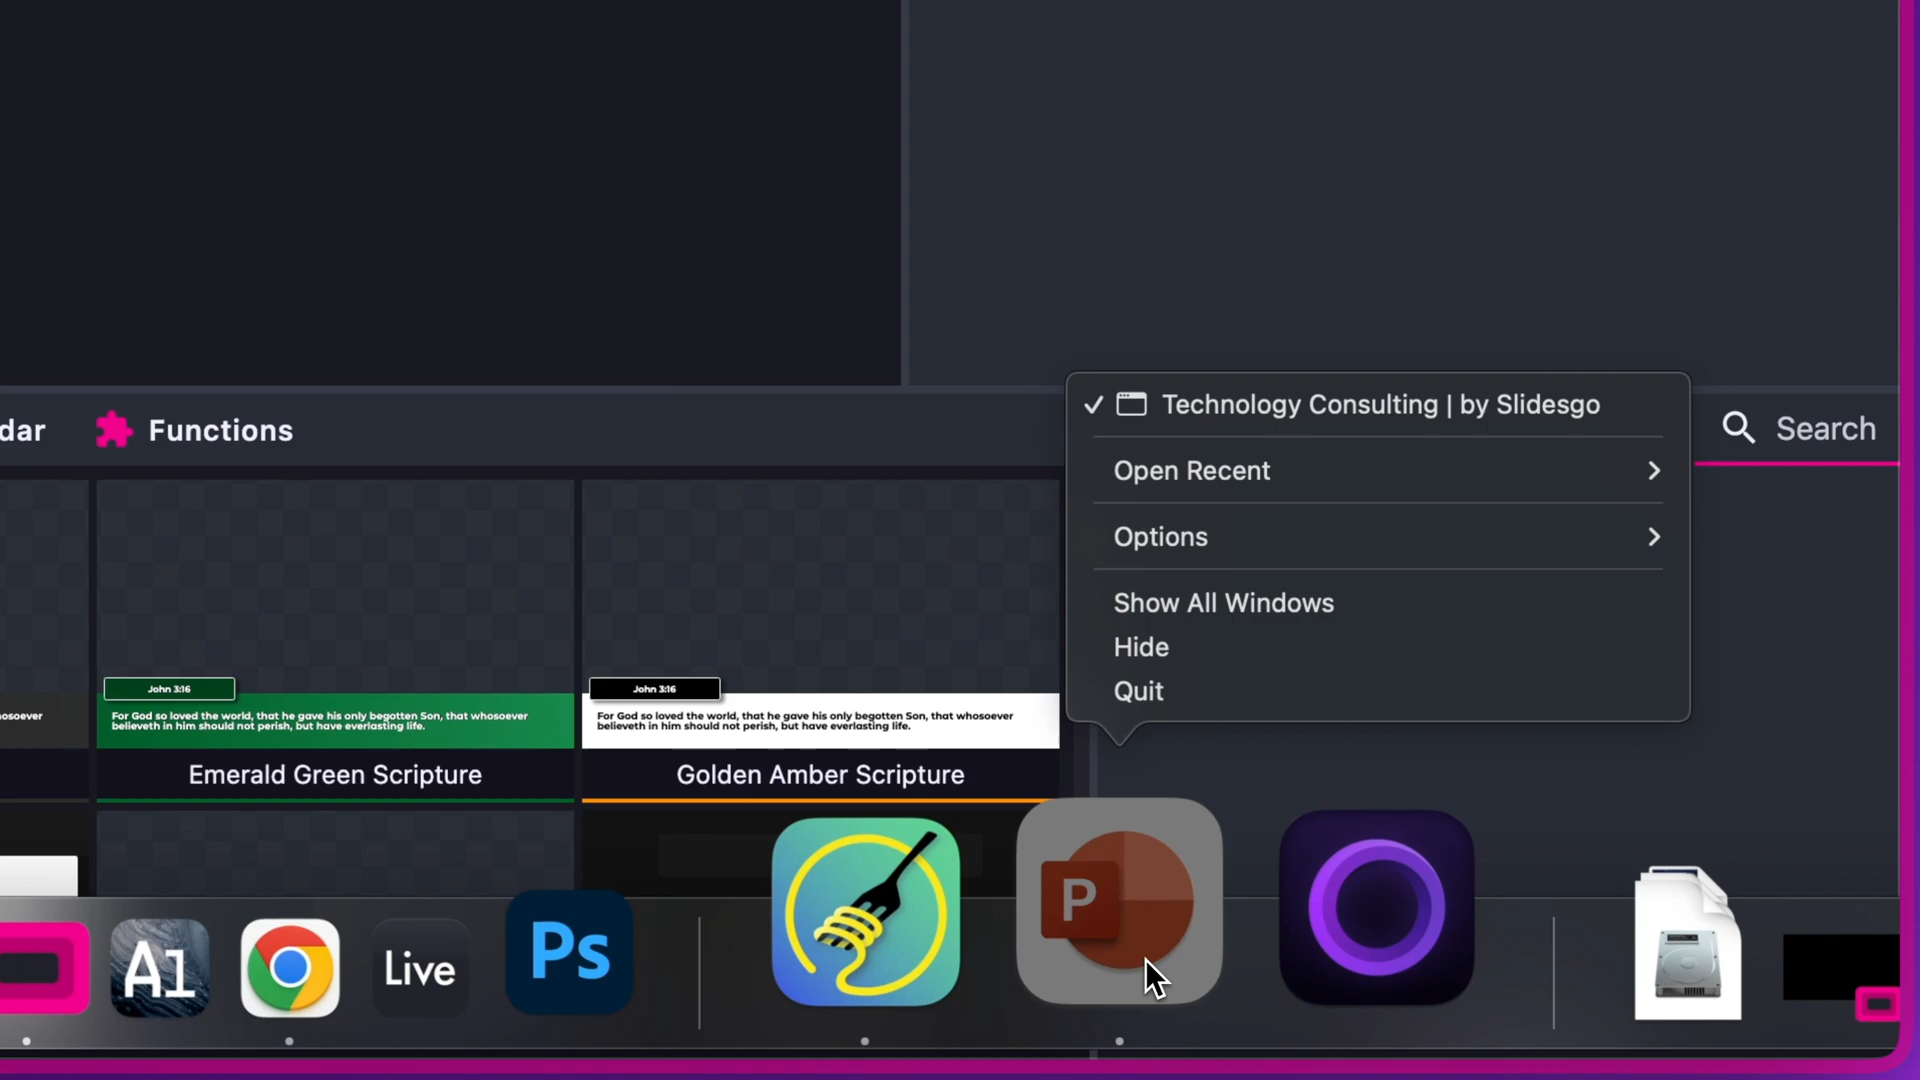 Technology Consulting | by Slidesgo
dar
Functions
Search
Open Recent
Options
Show All Windows
Hide
Quit
John 3:16
For God so loved the world, that he gave his only begotten Son, that whosoever
believeth in him should not perish, but have everlasting life.
John 3:16
For God so loved the world, that he gave his only begotten Son, that whosoever
believeth in him should not perish, but have everlasting life.
osoever
Emerald Green Scripture
Golden Amber Scripture
P
A1
Live
Ps